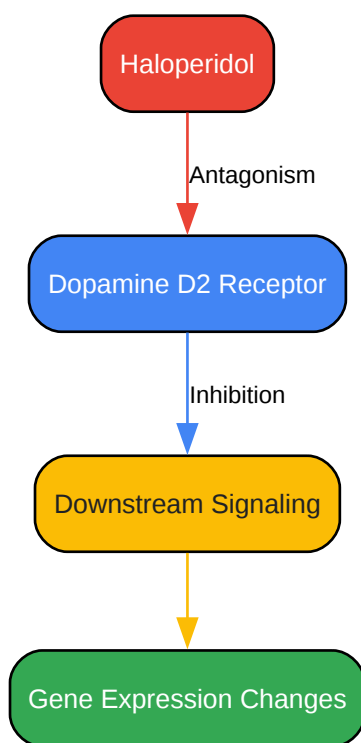 Haloperidol
Antagonism
Dopamine D2 Receptor
Inhibition
Downstream Signaling
Gene Expression Changes